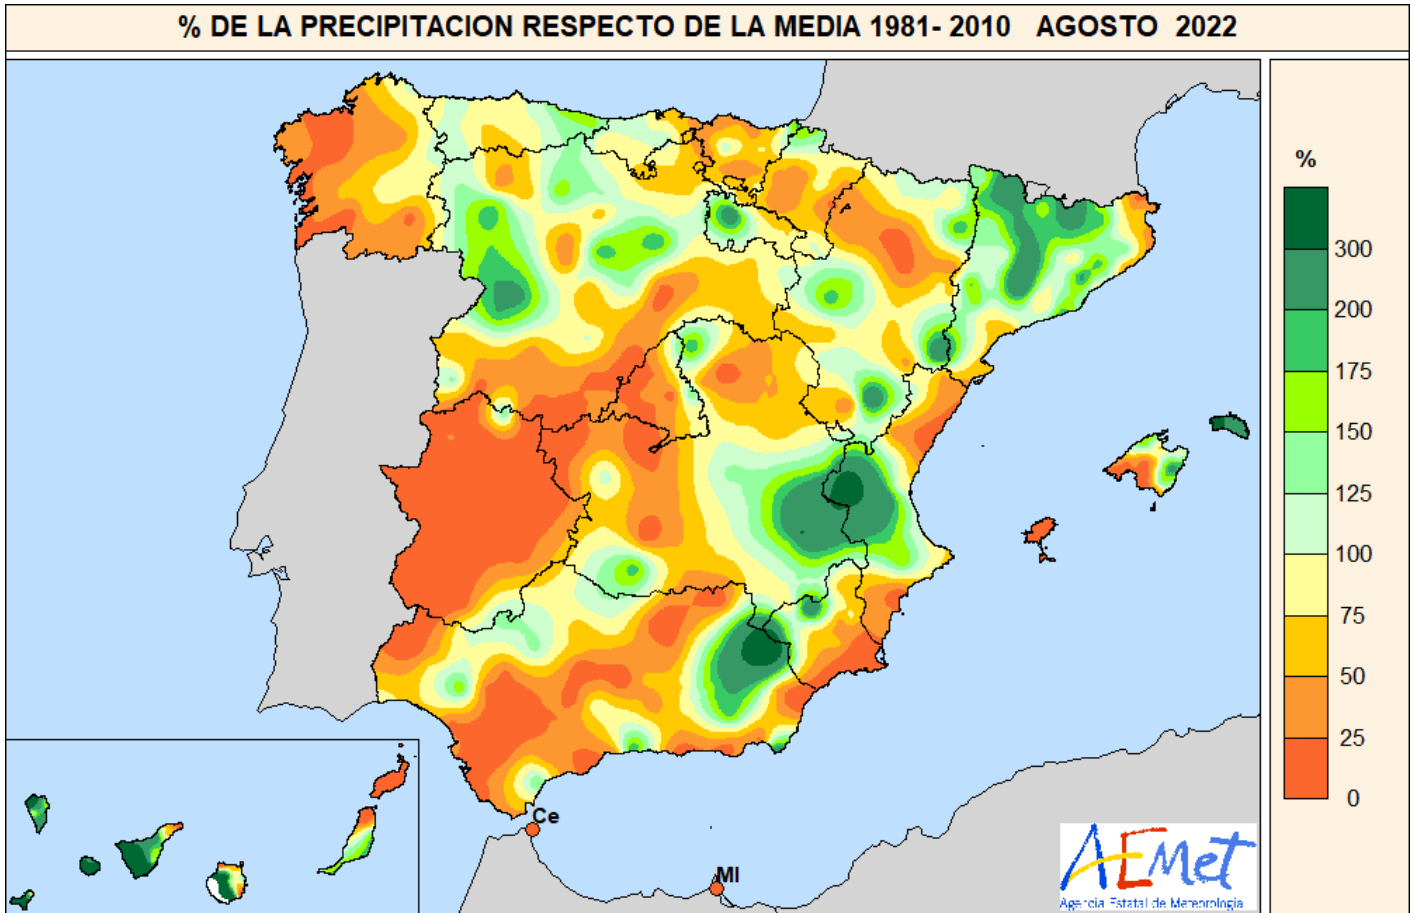 % DE LA PRECIPITACION RESPECTO DE LA MEDIA 1981- 2010 AGOSTO 2022
%
300
200
175
150
125
100
75
50
25
0
Ce
Ml
AEMet
Agencia Estatal de Meteorología